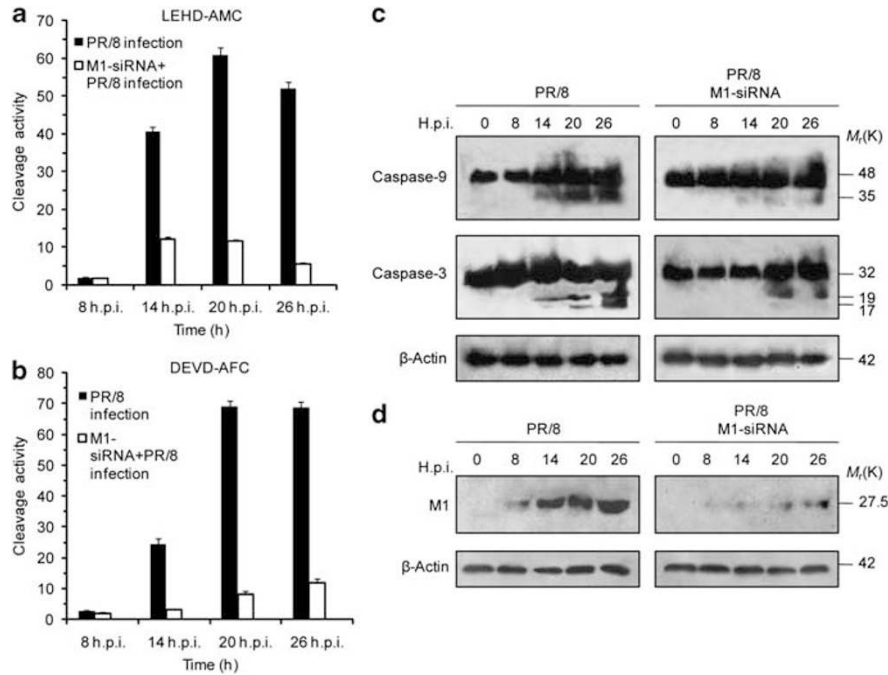 a
LEHD-AMC
70
60
50
40
30
20
10
0
Cleavage activity
PR/8 infection
M1-siRNA+
PR/8 infection
8 h.p.i. 14 h.p.i. 20 h.p.i. 26 h.p.i.
Time (h)
b
DEVD-AFC
80
70
60
50
40
30
20
10
0
Cleavage activity
PR/8
infection
M1-
siRNA+PR/8
infection
8 h.p.i. 14 h.p.i. 20 h.p.i. 26 h.p.i.
Time (h)
c
PR/8
PR/8
M1-siRNA
H.p.i. 0 8 14 20 26 0 8 14 20 26 Mr(K)
Caspase-9
48
35
Caspase-3
32
19
17
β-Actin
42
d
PR/8
PR/8
M1-siRNA
H.p.i. 0 8 14 20 26 0 8 14 20 26 Mr(K)
M1
27.5
β-Actin
42